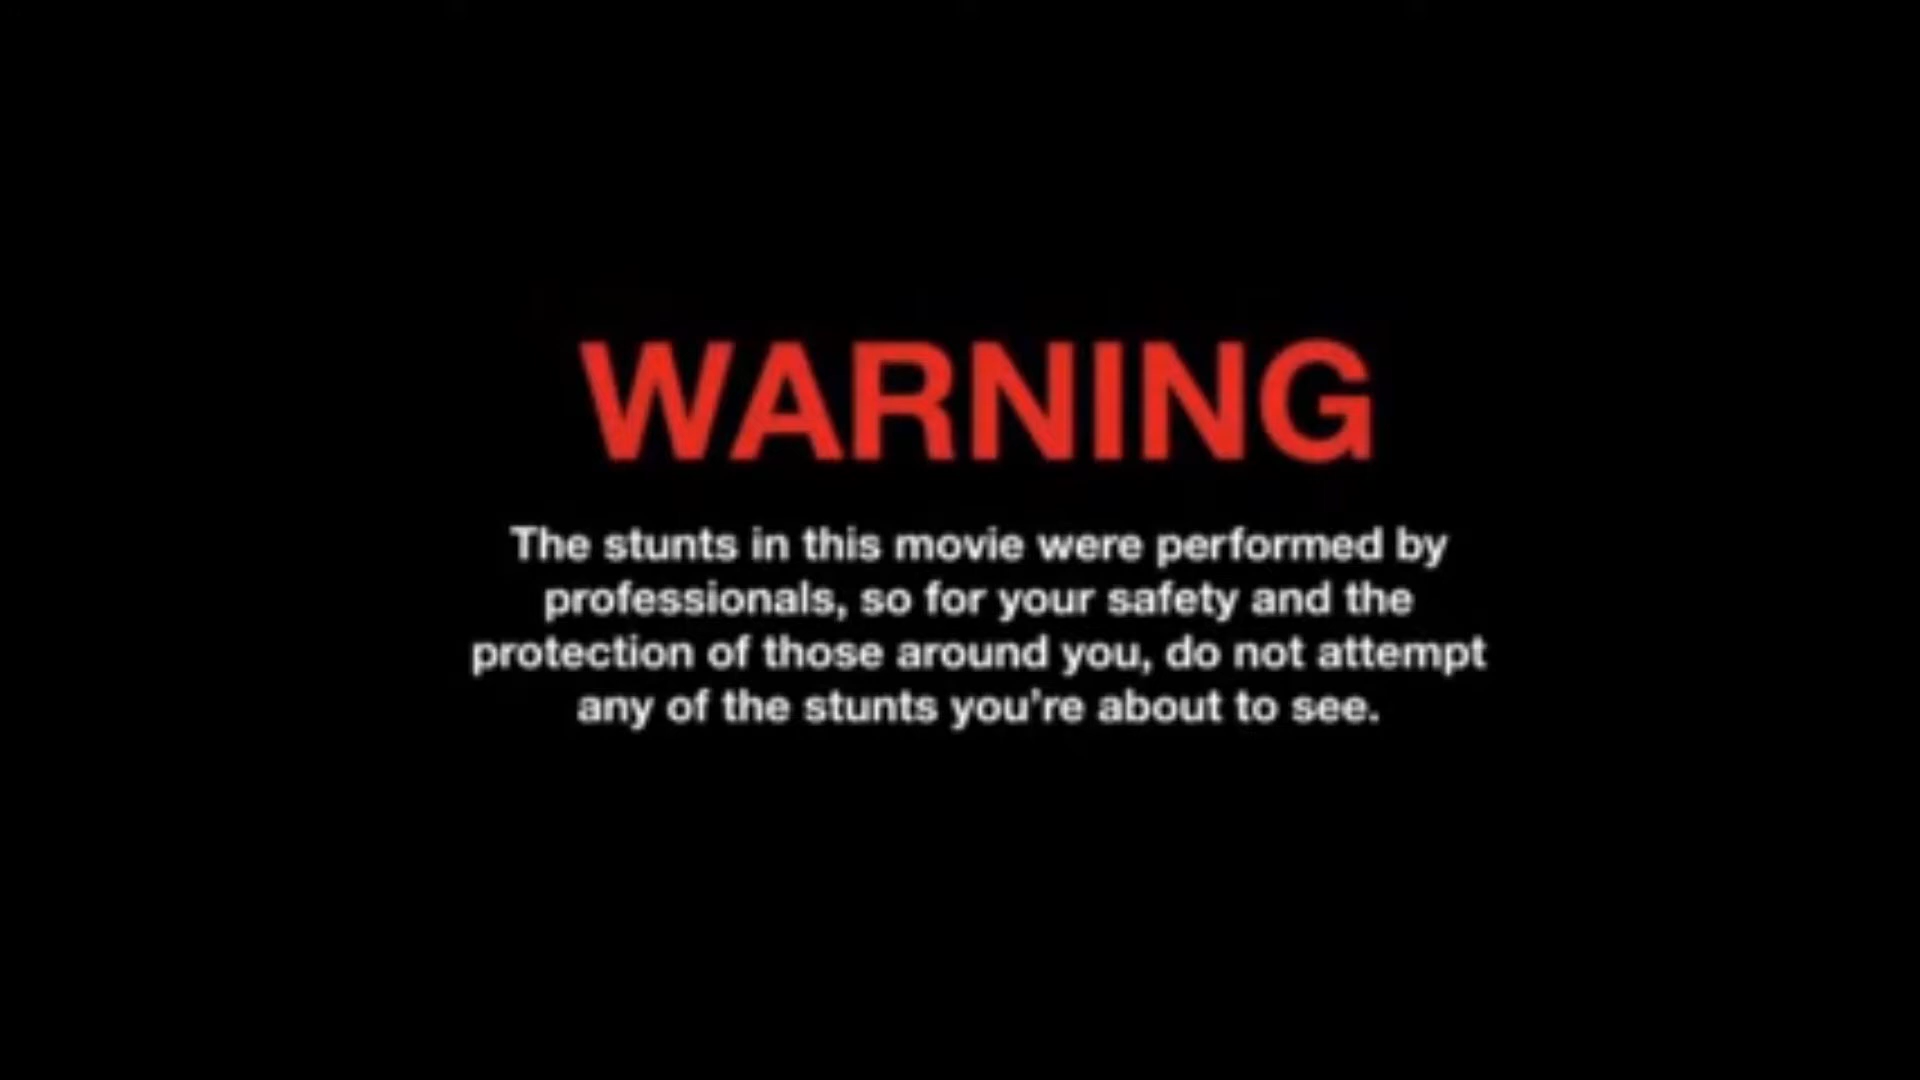 WARNING
The stunts in this movie were performed by
professionals, so for your safety and the
protection of those around you, do not attempt
any of the stunts you're about to see.